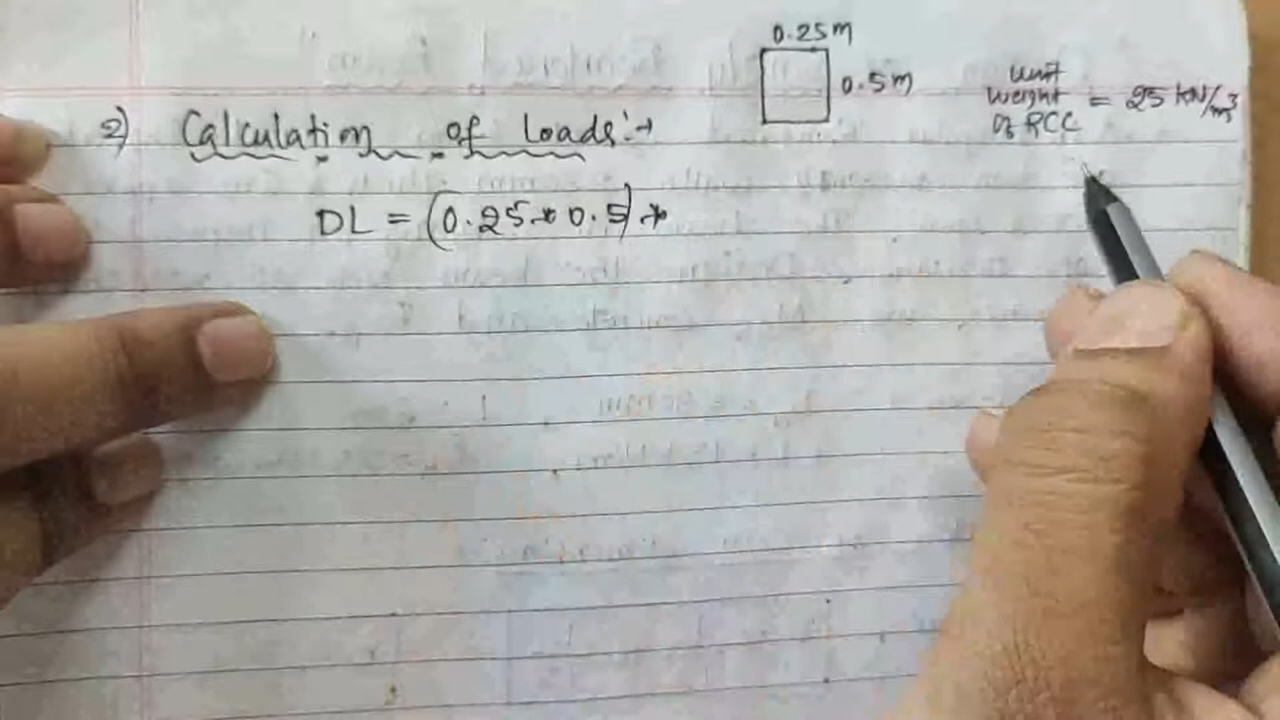 0.25m
0.5m
unit
weight
of RCC = 25 KN/m3
2) Calculation of Loads:→
DL = (0.25 * 0.5) *